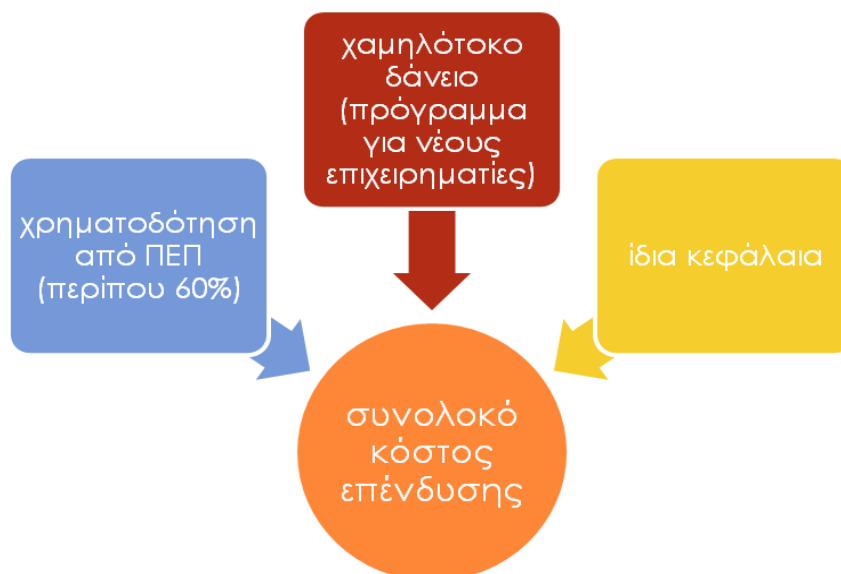 χαμηλότοκο
δάνειο
(πρόγραμμα
για νέους
επιχειρηματίες)
χρηματοδότηση
από ΠΕΠ
(περίπου 60%)
ίδια κεφάλαια
συνολοκό
κόστος
επένδυσης